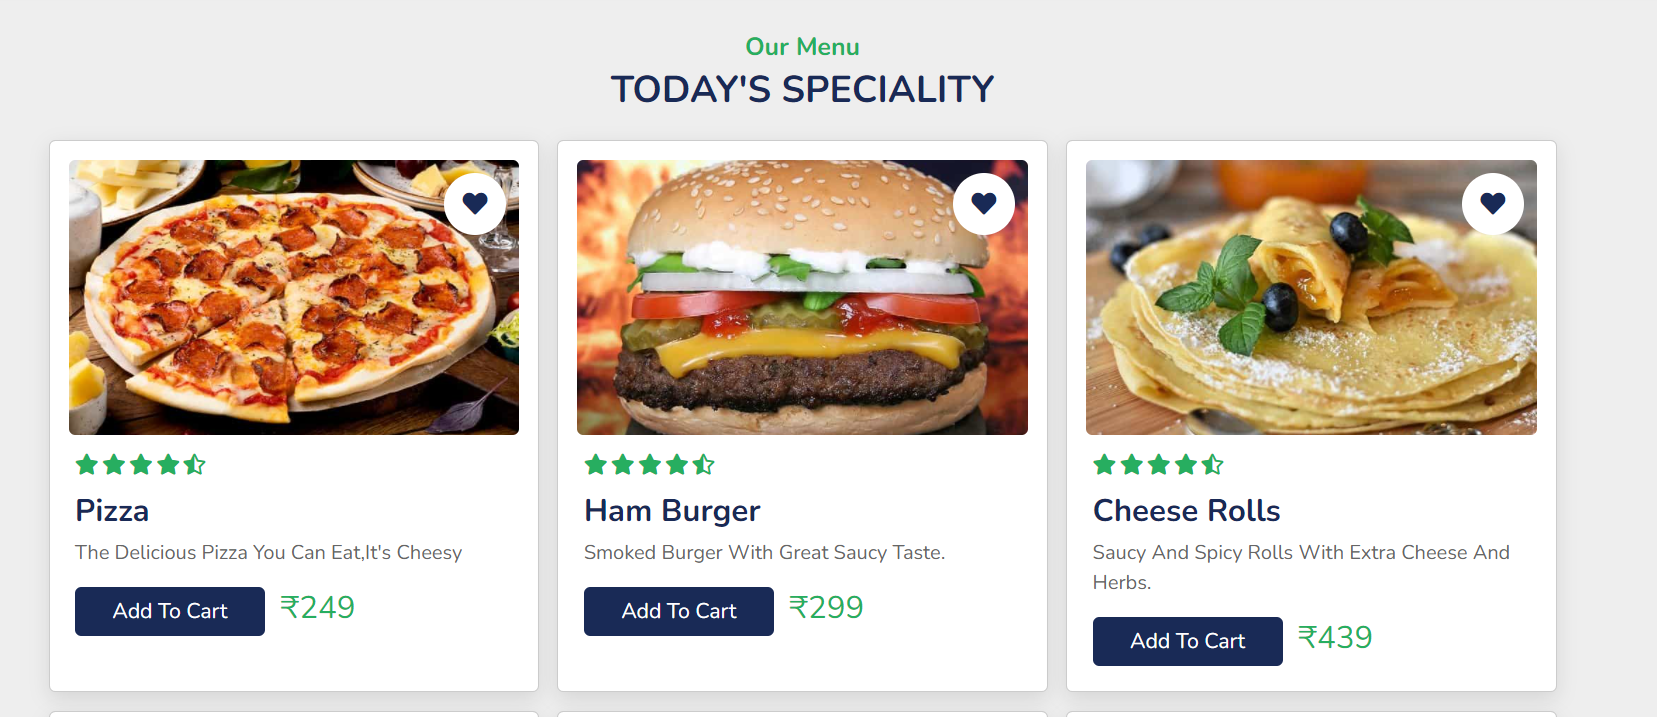 Our Menu
TODAY'S SPECIALITY
Pizza
The Delicious Pizza You Can Eat,It's Cheesy
Add To Cart ₹249
Ham Burger
Smoked Burger With Great Saucy Taste.
Add To Cart ₹299
Cheese Rolls
Saucy And Spicy Rolls With Extra Cheese And
Herbs.
Add To Cart ₹439